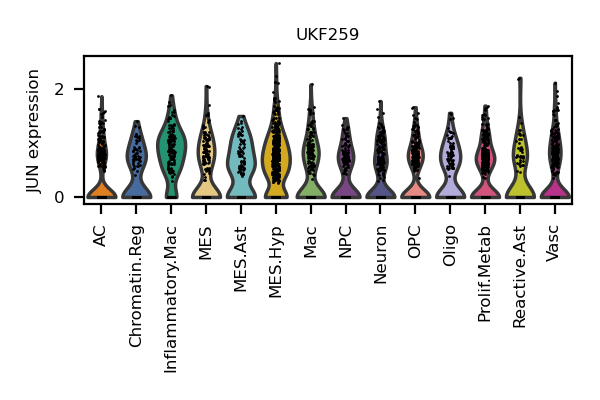 UKF259
JUN expression
2
0
AC
Chromatin.Reg
Inflammatory.Mac
MES
MES.Ast
MES.Hyp
Mac
NPC
Neuron
OPC
Oligo
Prolif.Metab
Reactive.Ast
Vasc